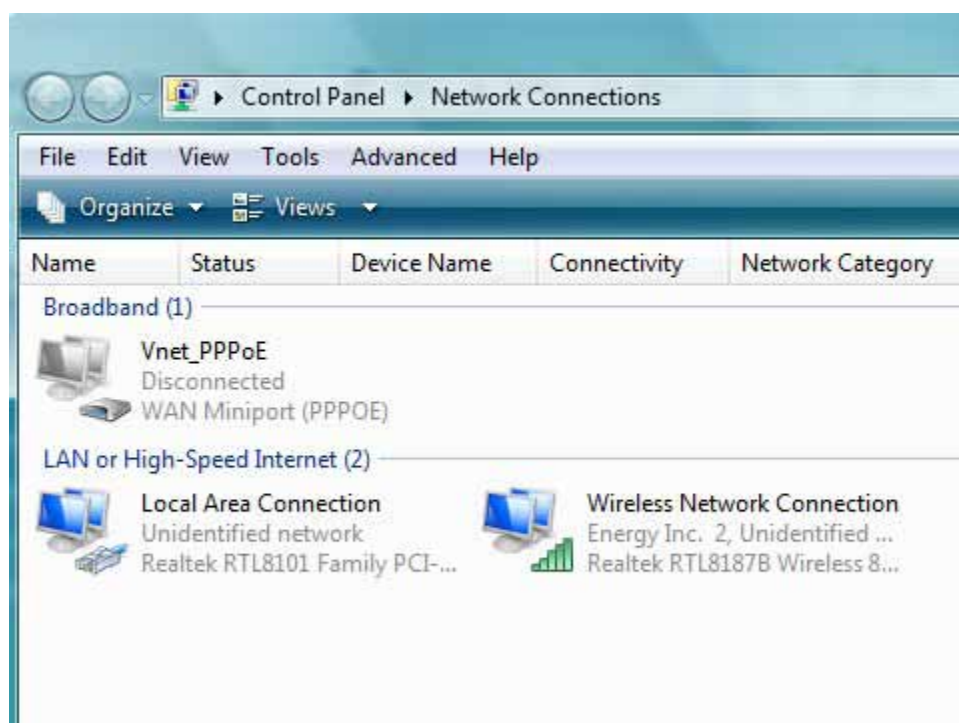 Control Panel Network Connections
File Edit View Tools Advanced Help
Organize Views
Name Status Device Name Connectivity Network Category
Broadband (1)
Vnet_PPPoE
Disconnected
WAN Miniport (PPPOE)
LAN or High-Speed Internet (2)
Local Area Connection
Unidentified network
Realtek RTL8101 Family PCI-...
Wireless Network Connection
Energy Inc. 2, Unidentified ...
Realtek RTL8187B Wireless 8...